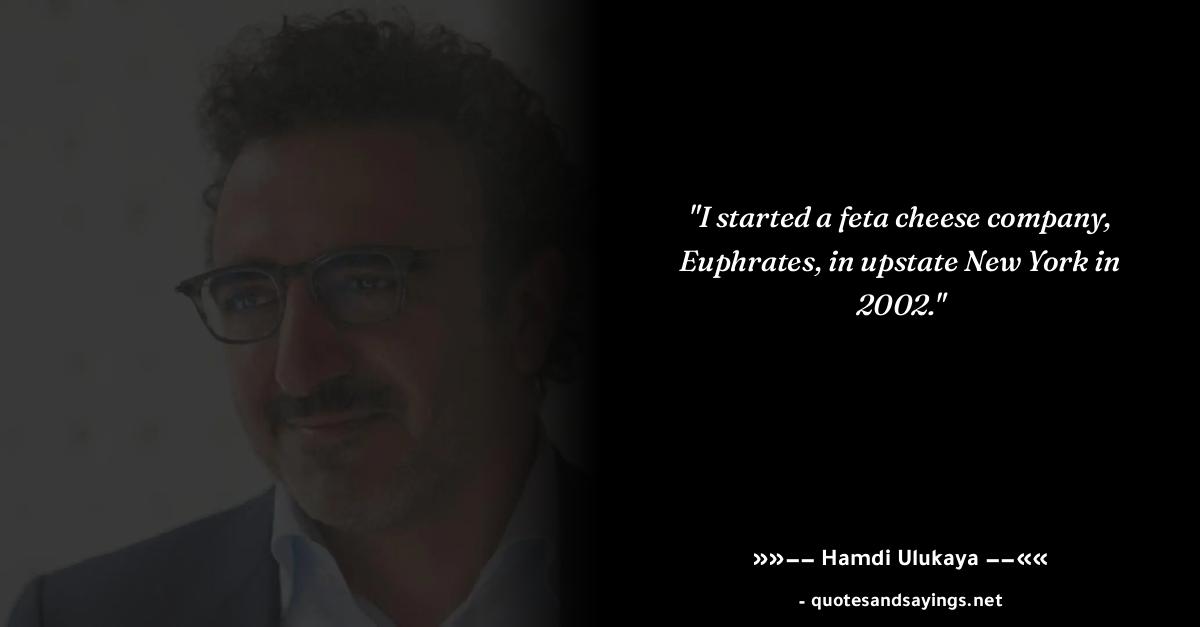 "I started a feta cheese company,
Euphrates, in upstate New York in
2002."
»»−− Hamdi Ulukaya −−««
- quotesandsayings.net